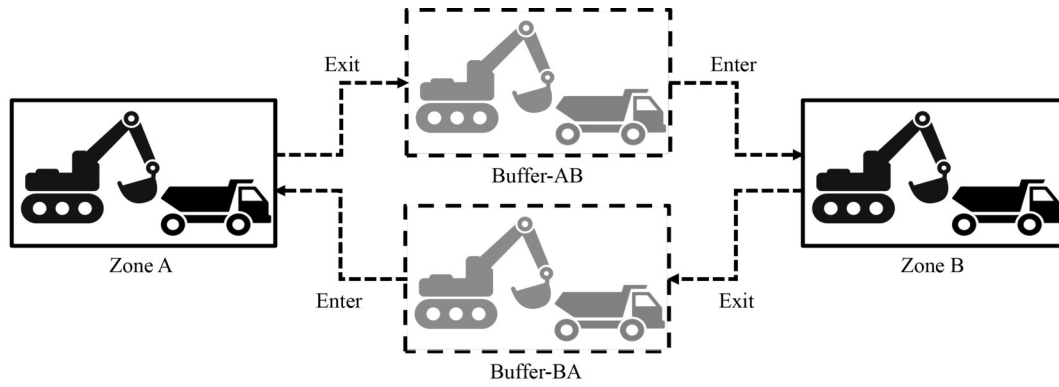 Exit
Enter
Buffer-AB
Zone A
Zone B
Enter
Exit
Buffer-BA